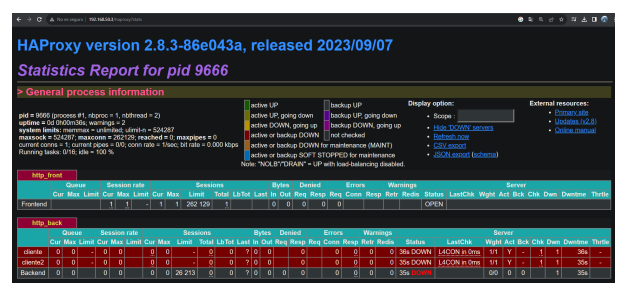 No es seguro 192.168.50.3/haproxy?stats
HAProxy version 2.8.3-86e043a, released 2023/09/07
Statistics Report for pid 9666
> General process information
pid = 9666 (process #1, nbproc = 1, nbthread = 2)
uptime = 0d 0h00m36s; warnings = 2
system limits: memmax = unlimited; ulimit-n = 524287
maxsock = 524287; maxconn = 262129; reached = 0; maxpipes = 0
current conns = 1; current pipes = 0/0; conn rate = 1/sec; bit rate = 0.000 kbps
Running tasks: 0/16; idle = 100 %
active UP backup UP
active UP, going down backup UP, going down
active DOWN, going up backup DOWN, going up
active or backup DOWN not checked
active or backup DOWN for maintenance (MAINT)
active or backup SOFT STOPPED for maintenance
Note: "NOLB"/"DRAIN" = UP with load-balancing disabled.
Display option:
Scope :
Hide 'DOWN' servers
Refresh now
CSV export
JSON export (schema)
External resources:
Primary site
Updates (v2.8)
Online manual
http_front
Queue Session rate Sessions Bytes Denied Errors Warnings Server
Cur Max Limit Cur Max Limit Cur Max Limit Total LbTot Last In Out Req Resp Req Conn Resp Retr Redis Status LastChk Wght Act Bck Chk Dwn Dwntme Thrtle
Frontend 1 1 - 1 1 262 129 1 0 0 0 0 0 OPEN
http_back
Queue Session rate Sessions Bytes Denied Errors Warnings Server
Cur Max Limit Cur Max Limit Cur Max Limit Total LbTot Last In Out Req Resp Req Conn Resp Retr Redis Status LastChk Wght Act Bck Chk Dwn Dwntme Thrtle
cliente 0 0 - 0 0 0 0 - 0 0 ? 0 0 0 0 0 0 0 36s DOWN L4CON in 0ms 1/1 Y - 1 1 36s -
cliente2 0 0 - 0 0 0 0 - 0 0 ? 0 0 0 0 0 0 0 35s DOWN L4CON in 0ms 1/1 Y - 1 1 35s -
Backend 0 0 0 0 0 0 26 213 0 0 ? 0 0 0 0 0 0 0 0 35s DOWN 0/0 0 0 1 35s